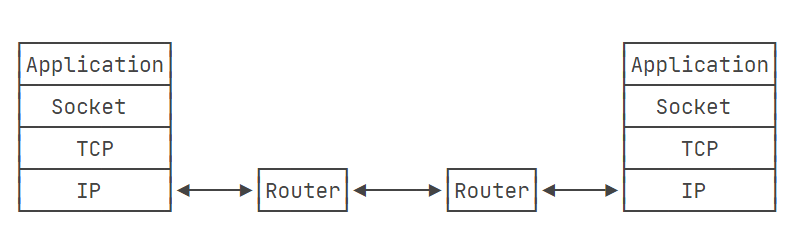 Application Application
Socket Socket
TCP TCP
IP Router Router IP